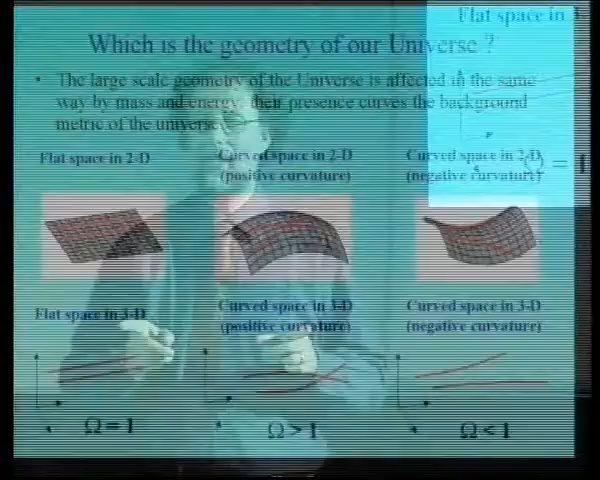 Flat space in 3
Which is the geometry of our Universe ?
• The large scale geometry of the Universe is affected in the same
way by mass and energy: their presence curves the background
metric of the universe
Flat space in 2-D
Curved space in 2-D
(positive curvature)
Curved space in 2-D
(negative curvature)
= 1
Flat space in 3-D
Curved space in 3-D
(positive curvature)
Curved space in 3-D
(negative curvature)
Ω = 1
Ω > 1
Ω < 1